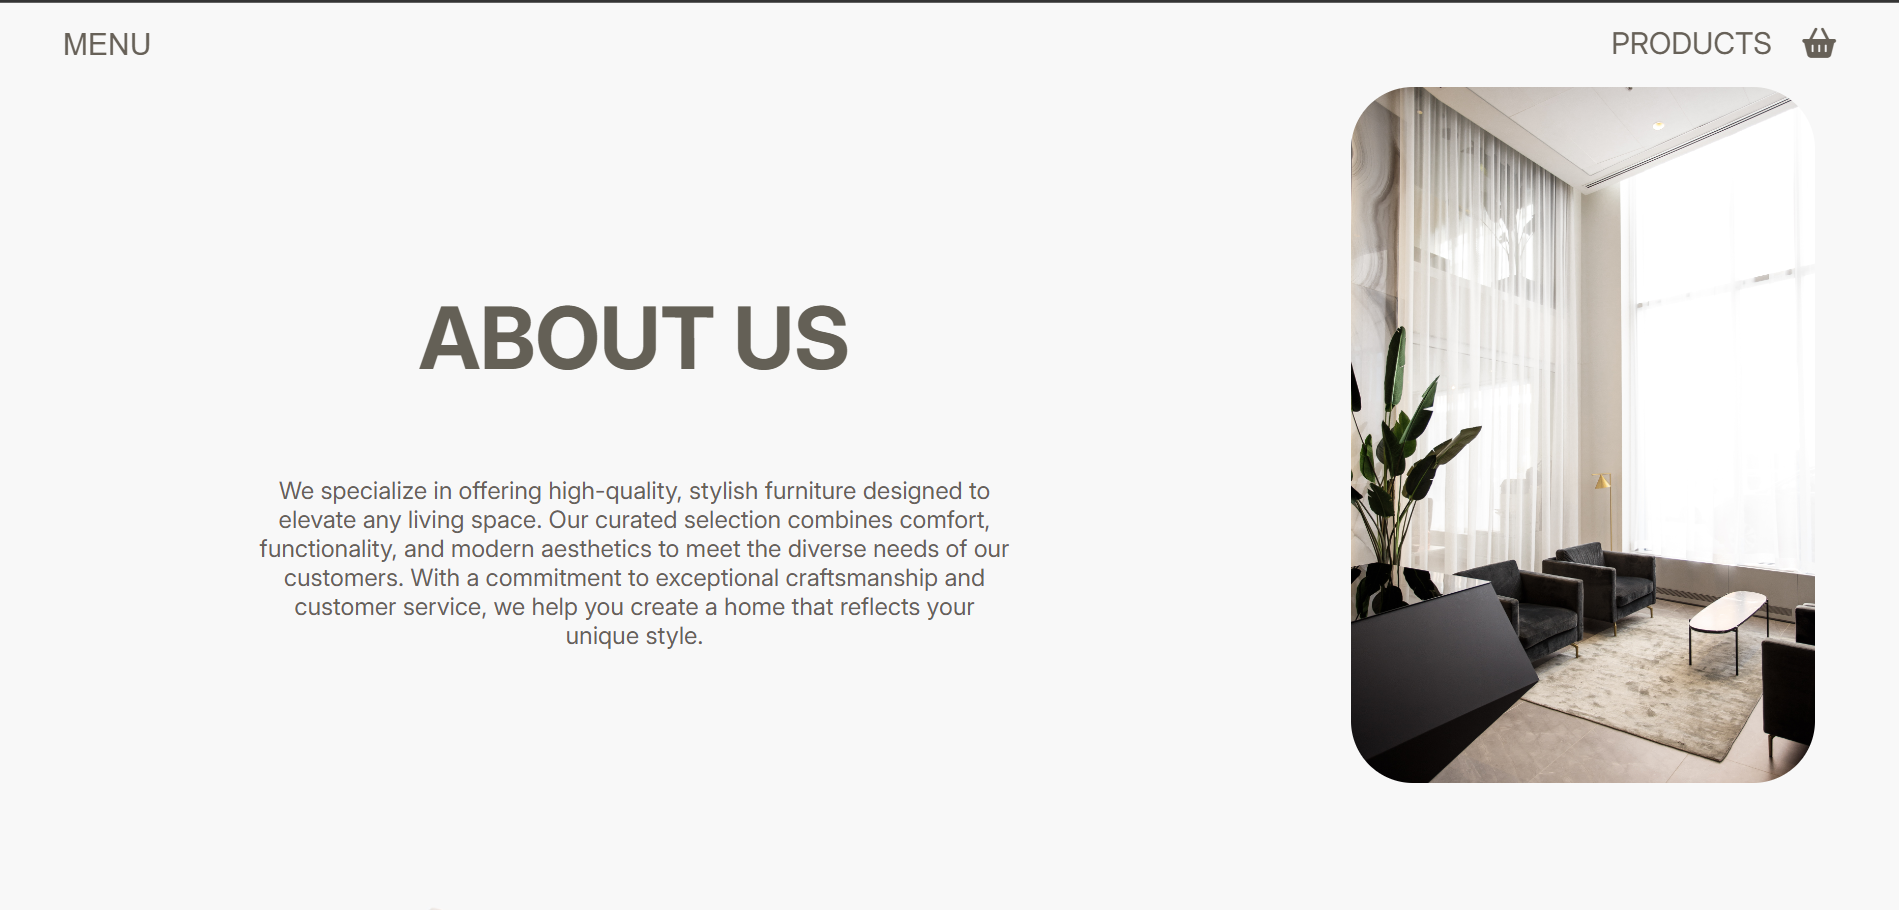 MENU
PRODUCTS
ABOUT US
We specialize in offering high-quality, stylish furniture designed to
elevate any living space. Our curated selection combines comfort,
functionality, and modern aesthetics to meet the diverse needs of our
customers. With a commitment to exceptional craftsmanship and
customer service, we help you create a home that reflects your
unique style.